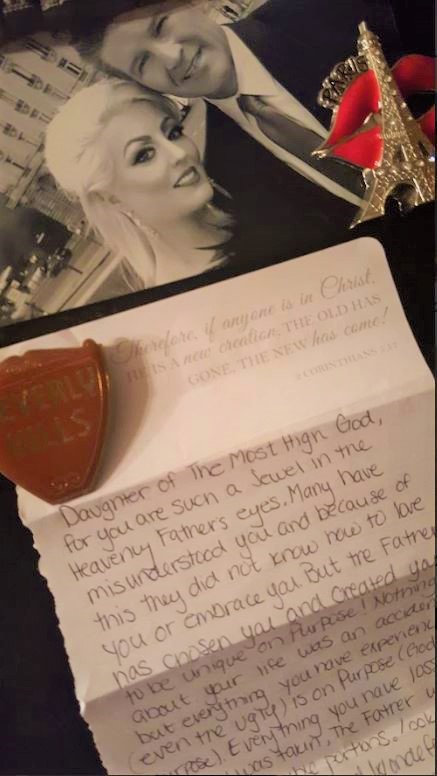 PARIS
Therefore, if anyone is in Christ,
HE IS A new creation. THE OLD HAS
GONE, THE NEW has come!
2 CORINTHIANS 5:17
BEVERLY
HILLS
Daughter of The Most High God,
for you are such a Jewel in the
Heavenly Fathers eyes. Many have
misunderstood you and because of
this they did not know how to love
you or embrace you. But the Father
has chosen you and created you
to be unique on Purpose! Nothing
about your life was an accident
but everything you have experienc
(even the ugly) is on Purpose (God
Everything you have loss
was taken, the Father w
portions. look